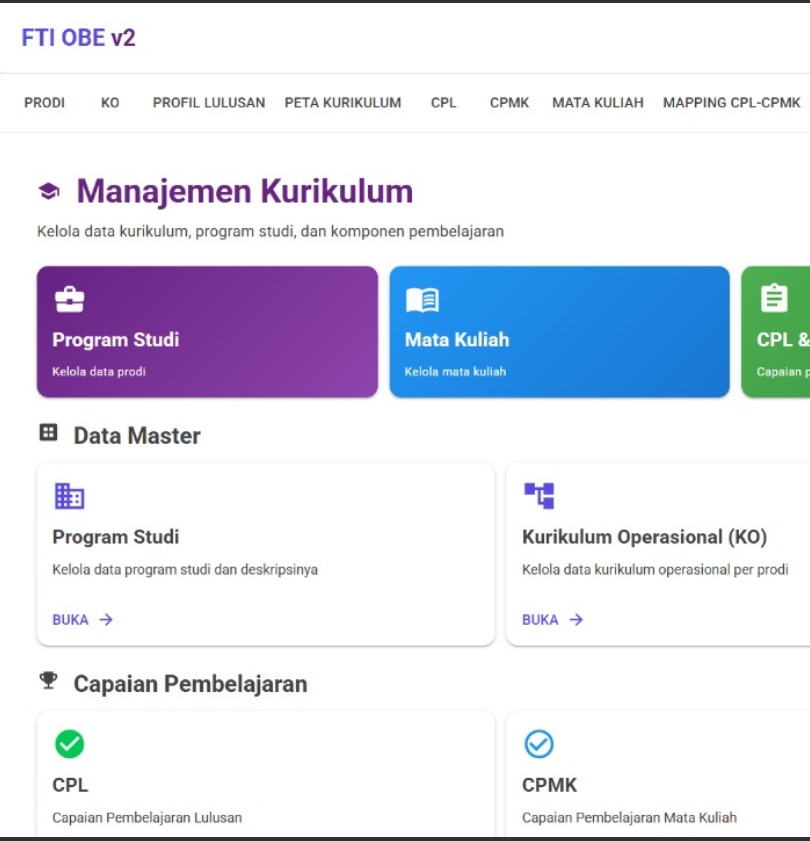 FTI OBE v2
PRODI KO PROFIL LULUSAN PETA KURIKULUM CPL CPMK MATA KULIAH MAPPING CPL-CPMK
Manajemen Kurikulum
Kelola data kurikulum, program studi, dan komponen pembelajaran
Program Studi
Kelola data prodi
Mata Kuliah
Kelola mata kuliah
CPL &
Capaian p
Data Master
Program Studi
Kelola data program studi dan deskripsinya
BUKA
Kurikulum Operasional (KO)
Kelola data kurikulum operasional per prodi
BUKA
Capaian Pembelajaran
CPL
Capaian Pembelajaran Lulusan
CPMK
Capaian Pembelajaran Mata Kuliah